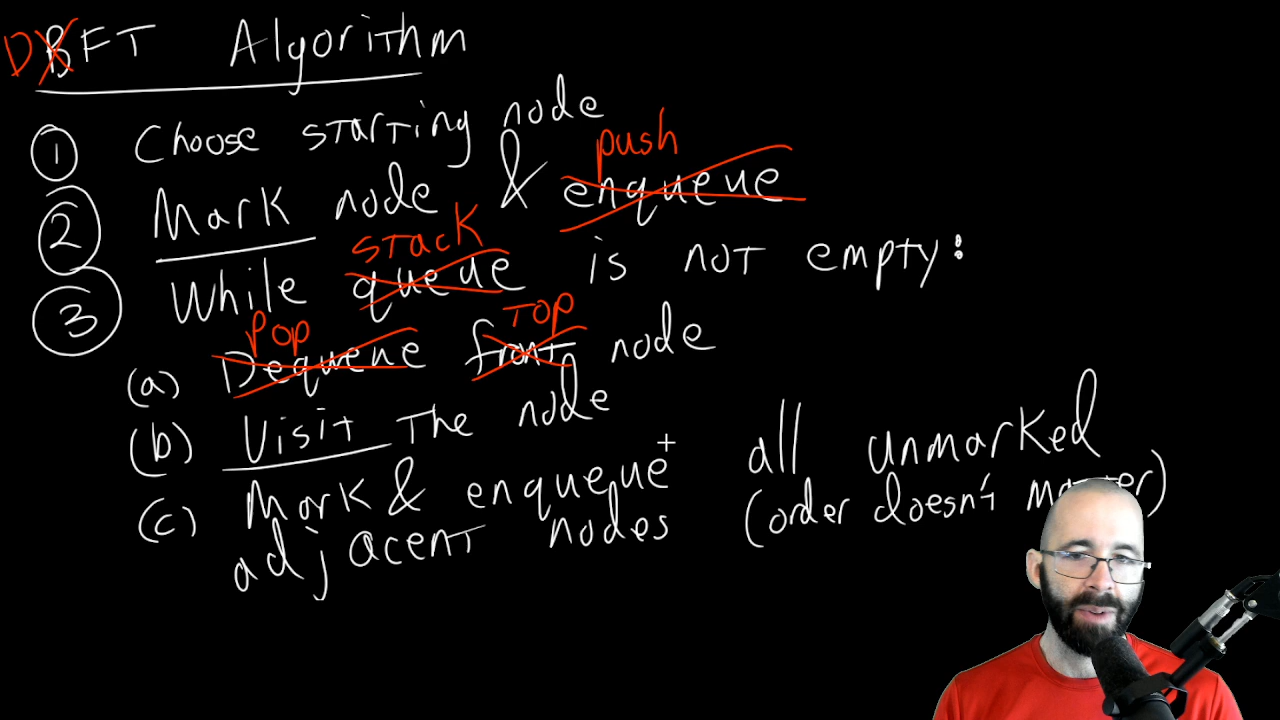 DBFT Algorithm
① Choose starting node
push
② Mark node & enqueue
stack
③ While queue is not empty:
Pop TOP
(a) Dequeue front node
(b) Visit the node
(c) Mark & enqueue all unmarked
adjacent nodes (order doesn't matter)